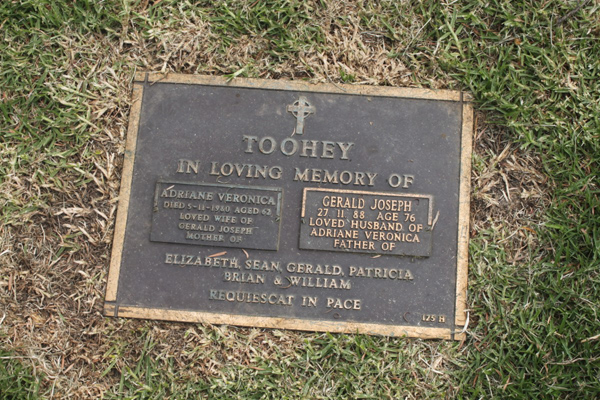 TOOHEY
IN LOVING MEMORY OF
ADRIANE VERONICA
DIED 5-11-1980 AGED 62
LOVED WIFE OF
GERALD JOSEPH
MOTHER OF
GERALD JOSEPH
27 11 88 AGE 76
LOVED HUSBAND OF
ADRIANE VERONICA
FATHER OF
ELIZABETH, SEAN, GERALD, PATRICIA
BRIAN & WILLIAM
REQUIESCAT IN PACE
125 H